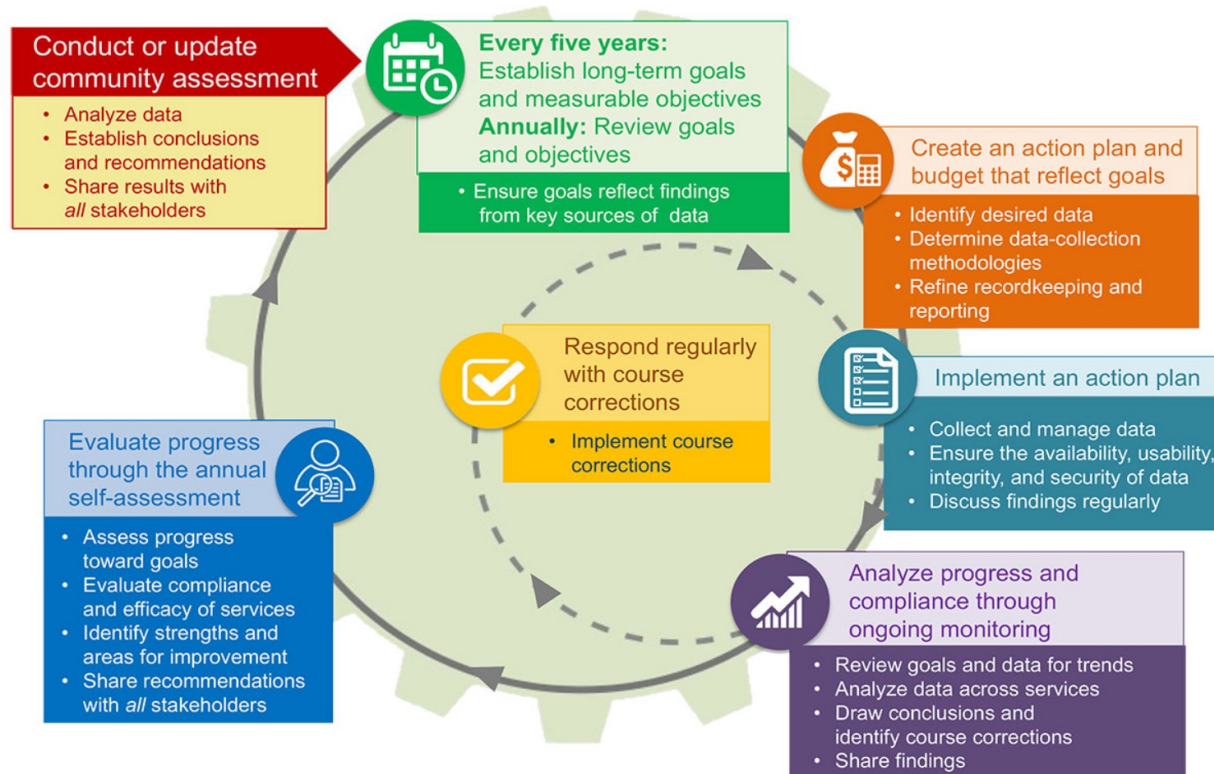 Conduct or update
community assessment
• Analyze data
• Establish conclusions
and recommendations
• Share results with
all stakeholders
Every five years:
Establish long-term goals
and measurable objectives
Annually: Review goals
and objectives
• Ensure goals reflect findings
from key sources of data
$
Create an action plan and
budget that reflect goals
• Identify desired data
• Determine data-collection
methodologies
• Refine recordkeeping and
reporting
Implement an action plan
• Collect and manage data
• Ensure the availability, usability,
integrity, and security of data
• Discuss findings regularly
Analyze progress and
compliance through
ongoing monitoring
• Review goals and data for trends
• Analyze data across services
• Draw conclusions and
identify course corrections
• Share findings
Respond regularly
with course
corrections
• Implement course
corrections
Evaluate progress
through the annual
self-assessment
• Assess progress
toward goals
• Evaluate compliance
and efficacy of services
• Identify strengths and
areas for improvement
• Share recommendations
with all stakeholders